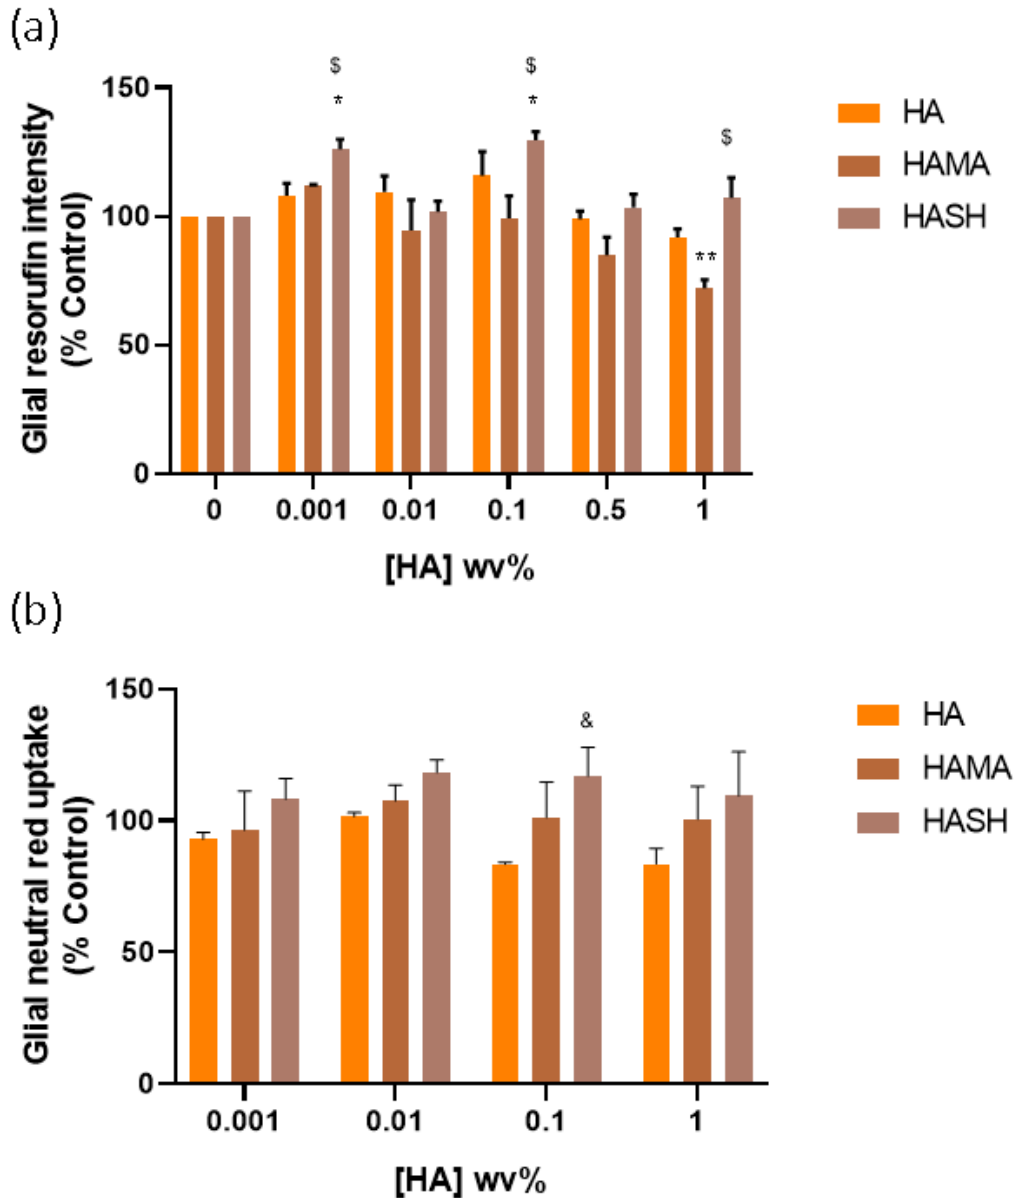 (a)
Glial resorufin intensity
(% Control)
150
100
50
0
$
*
$
*
$
**
HA
HAMA
HASH
0 0.001 0.01 0.1 0.5 1
[HA] wv%
(b)
Glial neutral red uptake
(% Control)
150
100
50
0
&
HA
HAMA
HASH
0.001 0.01 0.1 1
[HA] wv%